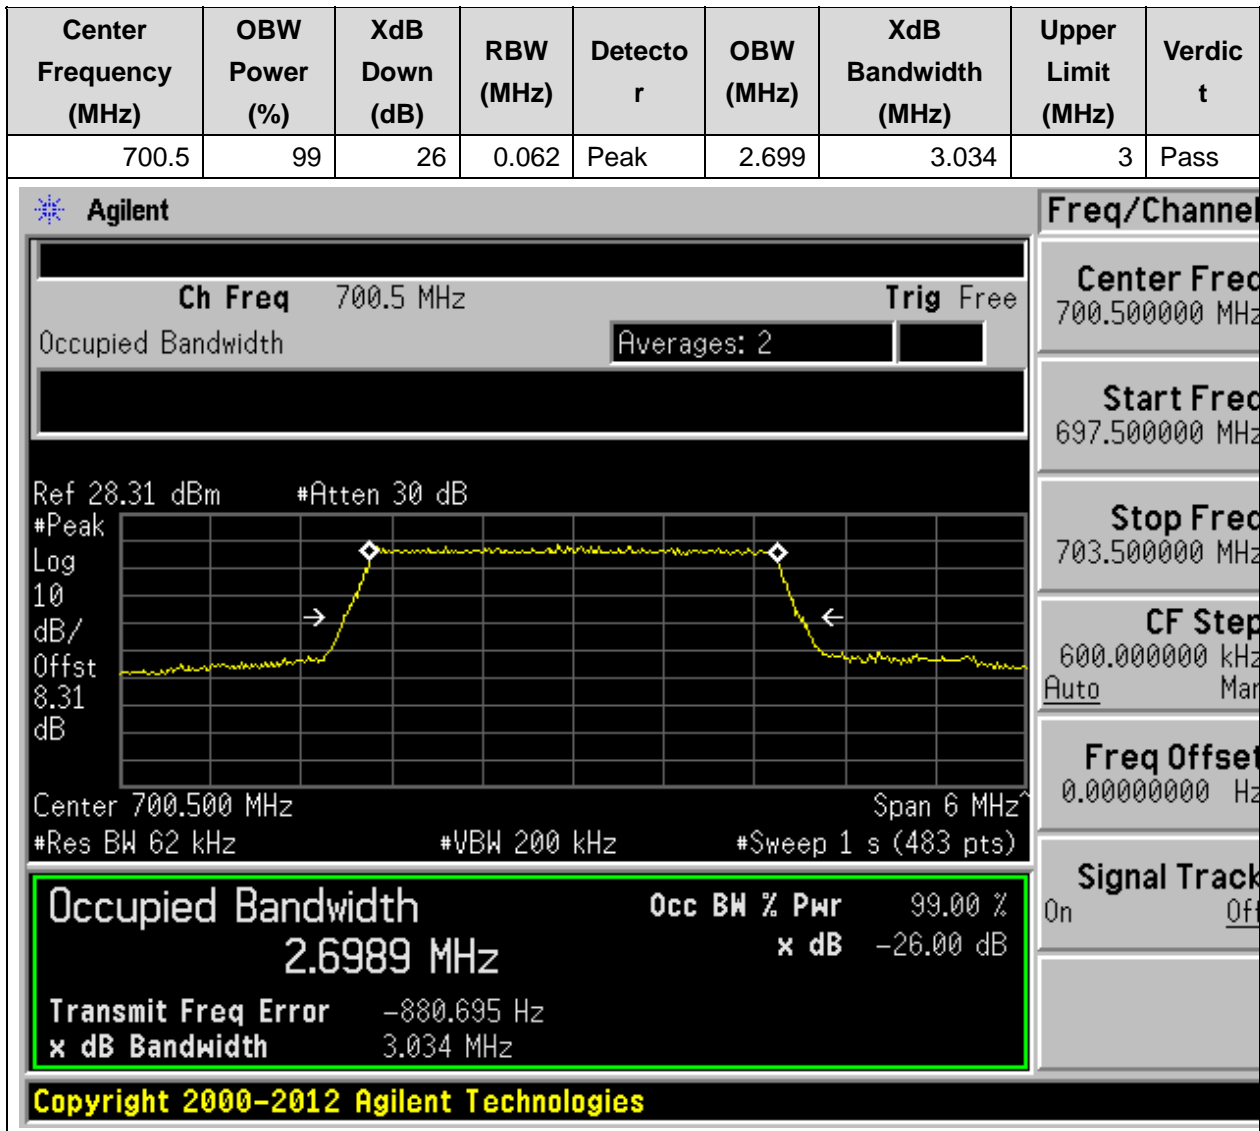 Center Frequency (MHz) OBW Power (%) XdB Down (dB) RBW (MHz) Detecto r OBW (MHz) XdB Bandwidth (MHz) Upper Limit (MHz) Verdic t
700.5 99 26 0.062 Peak 2.699 3.034 3 Pass
Agilent
Freq/Channel
Ch Freq 700.5 MHz Trig Free
Occupied Bandwidth Averages: 2
Ref 28.31 dBm #Atten 30 dB
#Peak
Log
10
dB/
Offst
8.31
dB
Center 700.500 MHz Span 6 MHz^
#Res BW 62 kHz #VBW 200 kHz #Sweep 1 s (483 pts)
Occupied Bandwidth
2.6989 MHz
Occ BW % Pwr 99.00 %
x dB -26.00 dB
Transmit Freq Error -880.695 Hz
x dB Bandwidth 3.034 MHz
Center Freq
700.500000 MHz
Start Freq
697.500000 MHz
Stop Freq
703.500000 MHz
CF Step
600.000000 kHz
Auto Man
Freq Offset
0.00000000 Hz
Signal Track
On Off
Copyright 2000-2012 Agilent Technologies